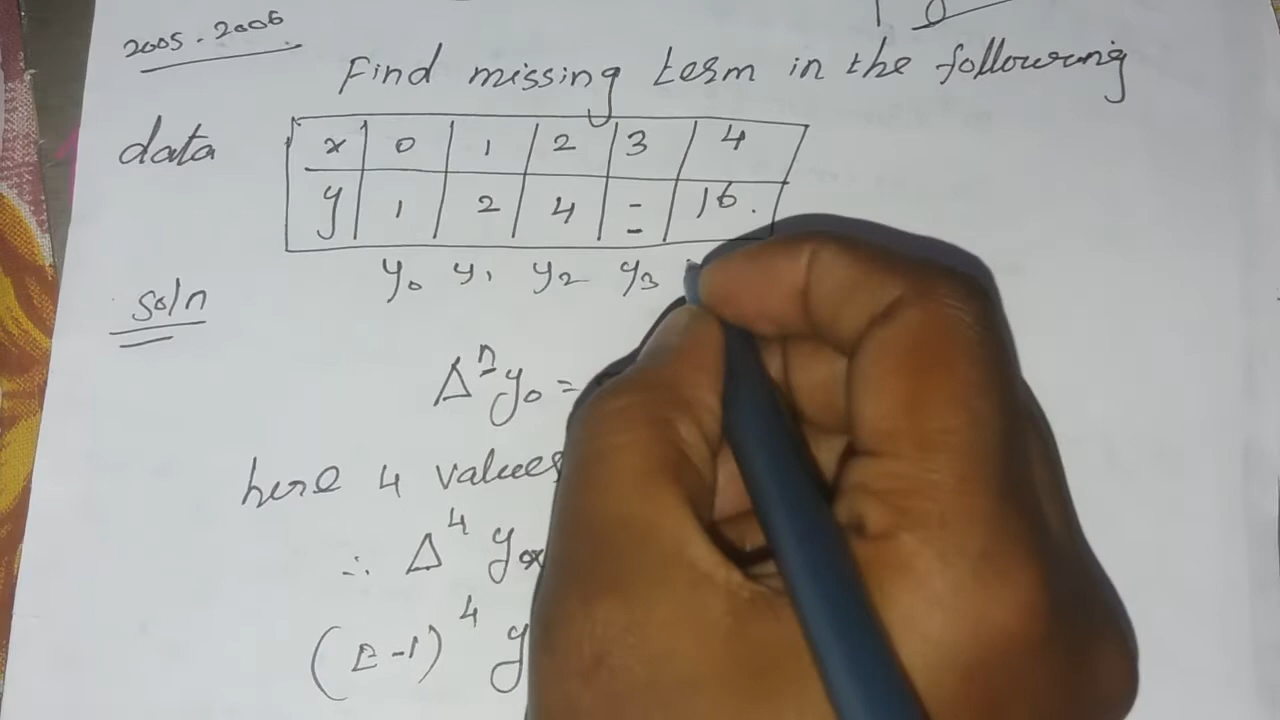 2005-2006
Find missing term in the following
data
x 0 1 2 3 4
y 1 2 4 - 16.
y₀ y₁ y₂ y₃
soln
Δⁿy₀ =
here 4 values
∴ Δ⁴ y₀
(E-1)⁴ y